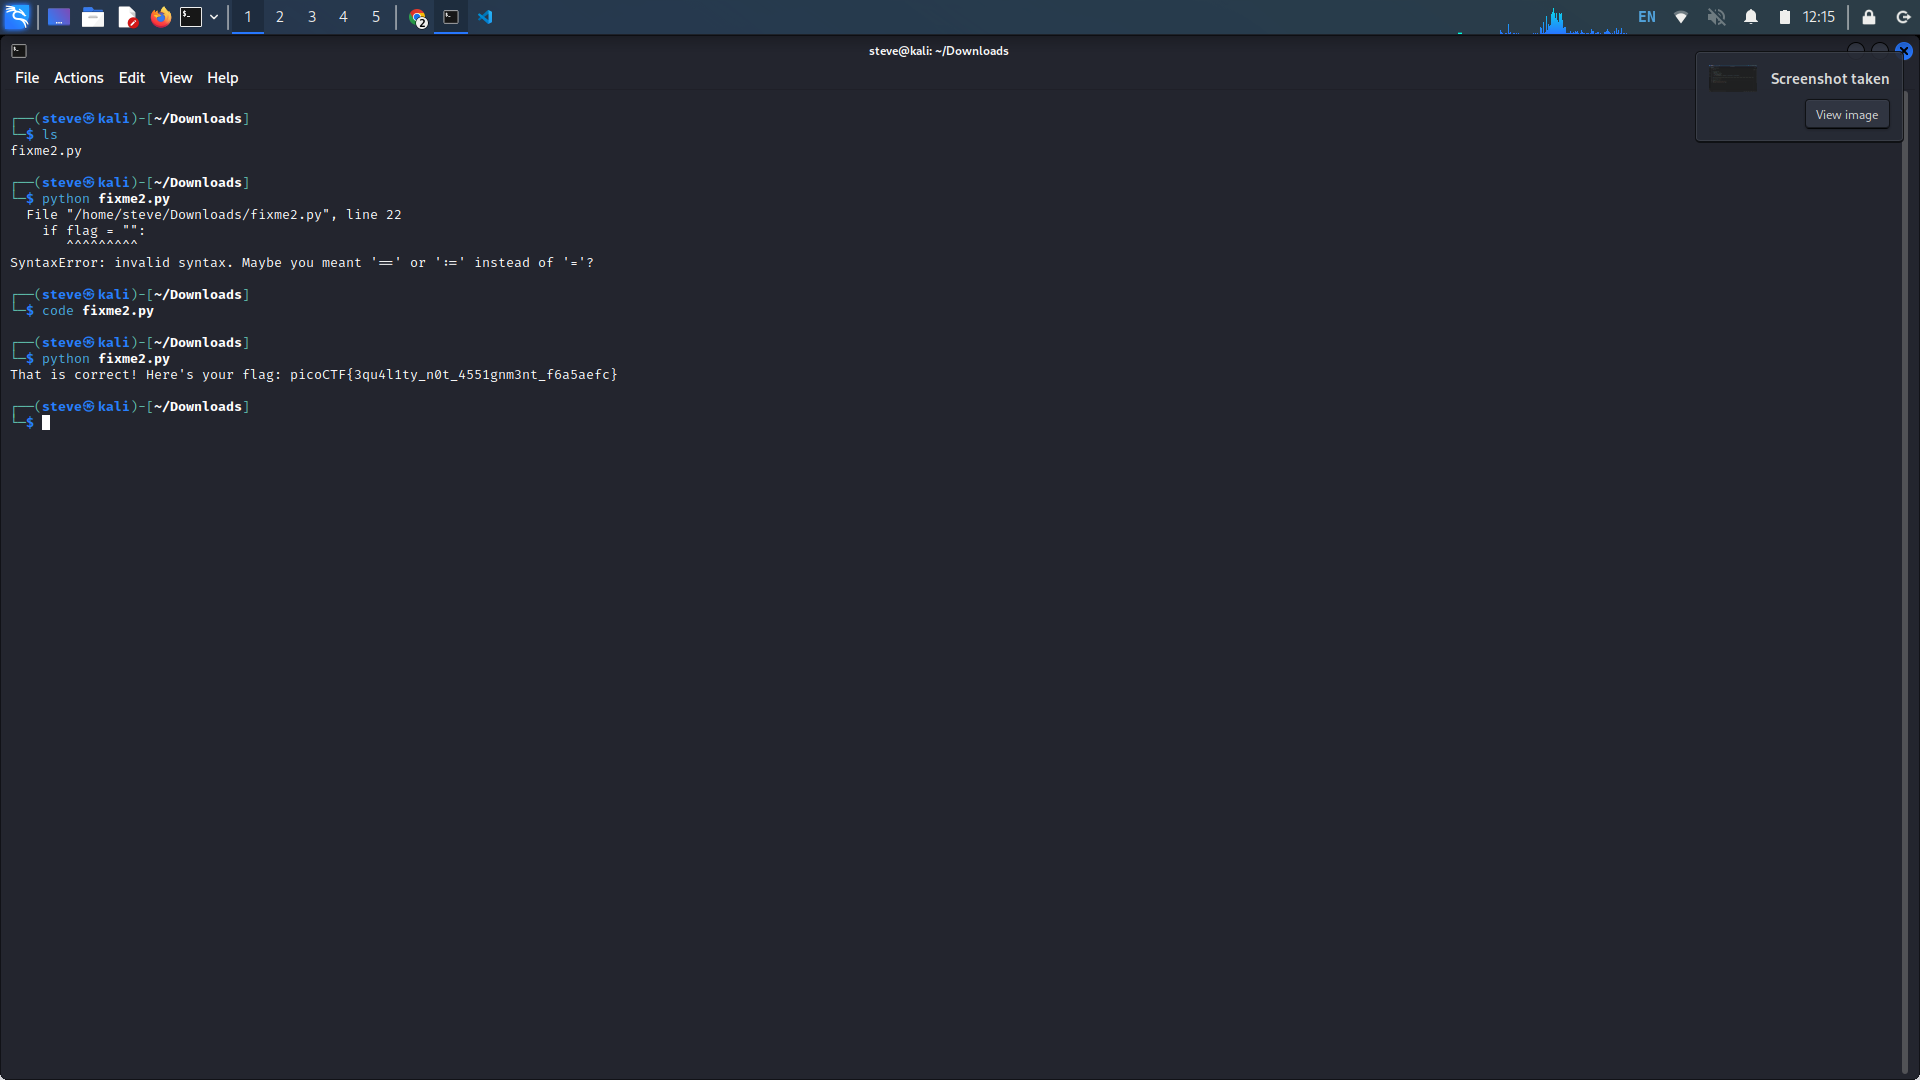 1 2 3 4 5 2 EN 12:15
steve@kali: ~/Downloads
File Actions Edit View Help
Screenshot taken
View image
┌──(steve㉿kali)-[~/Downloads]
└─$ ls
fixme2.py
┌──(steve㉿kali)-[~/Downloads]
└─$ python fixme2.py
File "/home/steve/Downloads/fixme2.py", line 22
if flag = "":
^^^^^^^^^
SyntaxError: invalid syntax. Maybe you meant '==' or ':=' instead of '='?
┌──(steve㉿kali)-[~/Downloads]
└─$ code fixme2.py
┌──(steve㉿kali)-[~/Downloads]
└─$ python fixme2.py
That is correct! Here's your flag: picoCTF{3qu4l1ty_n0t_4551gnm3nt_f6a5aefc}
┌──(steve㉿kali)-[~/Downloads]
└─$